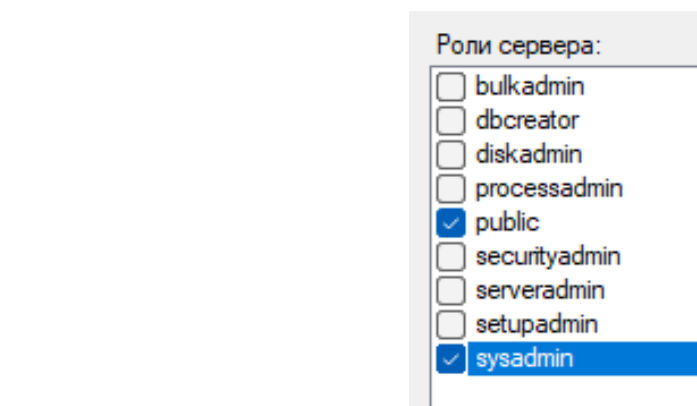 Роли сервера:
bulkadmin
dbcreator
diskadmin
processadmin
public
securityadmin
serveradmin
setupadmin
sysadmin